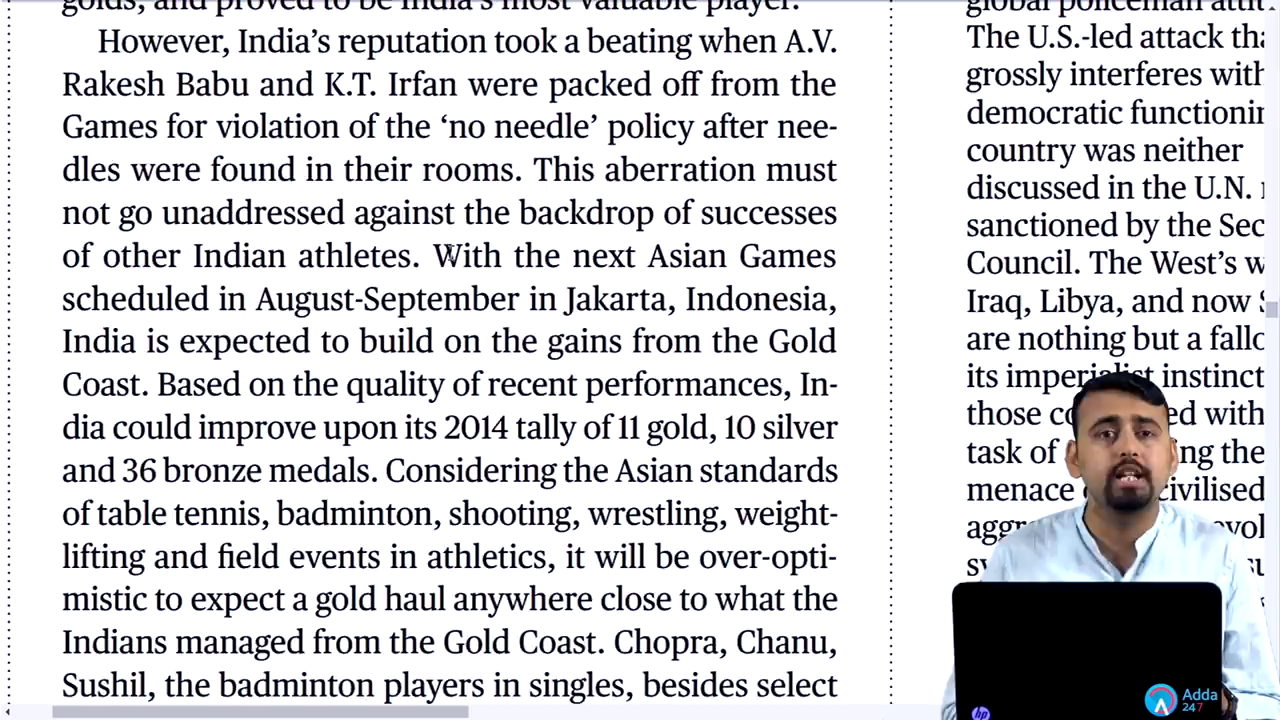 golds, and proved to be India's most valuable player.
However, India's reputation took a beating when A.V.
Rakesh Babu and K.T. Irfan were packed off from the
Games for violation of the ‘no needle’ policy after nee-
dles were found in their rooms. This aberration must
not go unaddressed against the backdrop of successes
of other Indian athletes. With the next Asian Games
scheduled in August-September in Jakarta, Indonesia,
India is expected to build on the gains from the Gold
Coast. Based on the quality of recent performances, In-
dia could improve upon its 2014 tally of 11 gold, 10 silver
and 36 bronze medals. Considering the Asian standards
of table tennis, badminton, shooting, wrestling, weight-
lifting and field events in athletics, it will be over-opti-
mistic to expect a gold haul anywhere close to what the
Indians managed from the Gold Coast. Chopra, Chanu,
Sushil, the badminton players in singles, besides select
global policeman
The U.S.-led attack
grossly interferes with
democratic
country was neither
discussed in the U.N.
sanctioned by the
Council. The West's
Iraq, Libya, and now
are nothing but a
its imperialist instinct
those with
task of the
menace civilised
hp
Adda
247